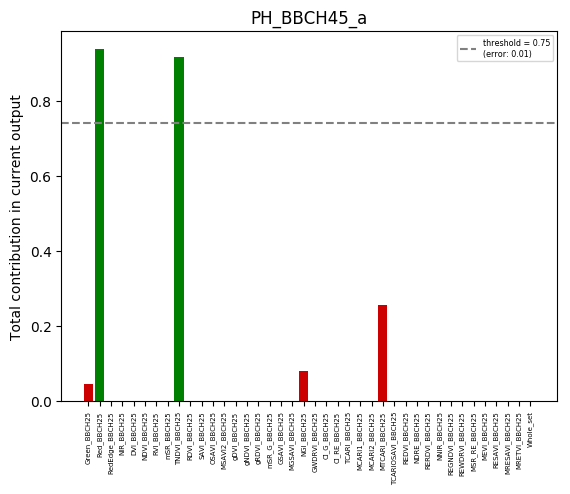 PH_BBCH45_a
threshold = 0.75
(error: 0.01)
Total contribution in current output
0.8
0.6
0.4
0.2
0.0
Green_BBCH25
Red_BBCH25
RedEdge_BBCH25
NIR_BBCH25
DVI_BBCH25
NDVI_BBCH25
RVI_BBCH25
mSR_BBCH25
TNDVI_BBCH25
RDVI_BBCH25
SAVI_BBCH25
OSAVI_BBCH25
MSAVI2_BBCH25
gDVI_BBCH25
gNDVI_BBCH25
gRDVI_BBCH25
mSR_G_BBCH25
GSAVI_BBCH25
MGSAVI_BBCH25
NGI_BBCH25
GWDRVI_BBCH25
CI_G_BBCH25
CI_RE_BBCH25
TCARI_BBCH25
MCARI1_BBCH25
MCARI2_BBCH25
MTCARI_BBCH25
TCARIOSAVI_BBCH25
REDVI_BBCH25
NDRE_BBCH25
RERDVI_BBCH25
NNIR_BBCH25
REGNDVI_BBCH25
REWDRVI_BBCH25
MSR_RE_BBCH25
MEVI_BBCH25
RESAVI_BBCH25
MRESAVI_BBCH25
MRETVI_BBCH25
Whole_set